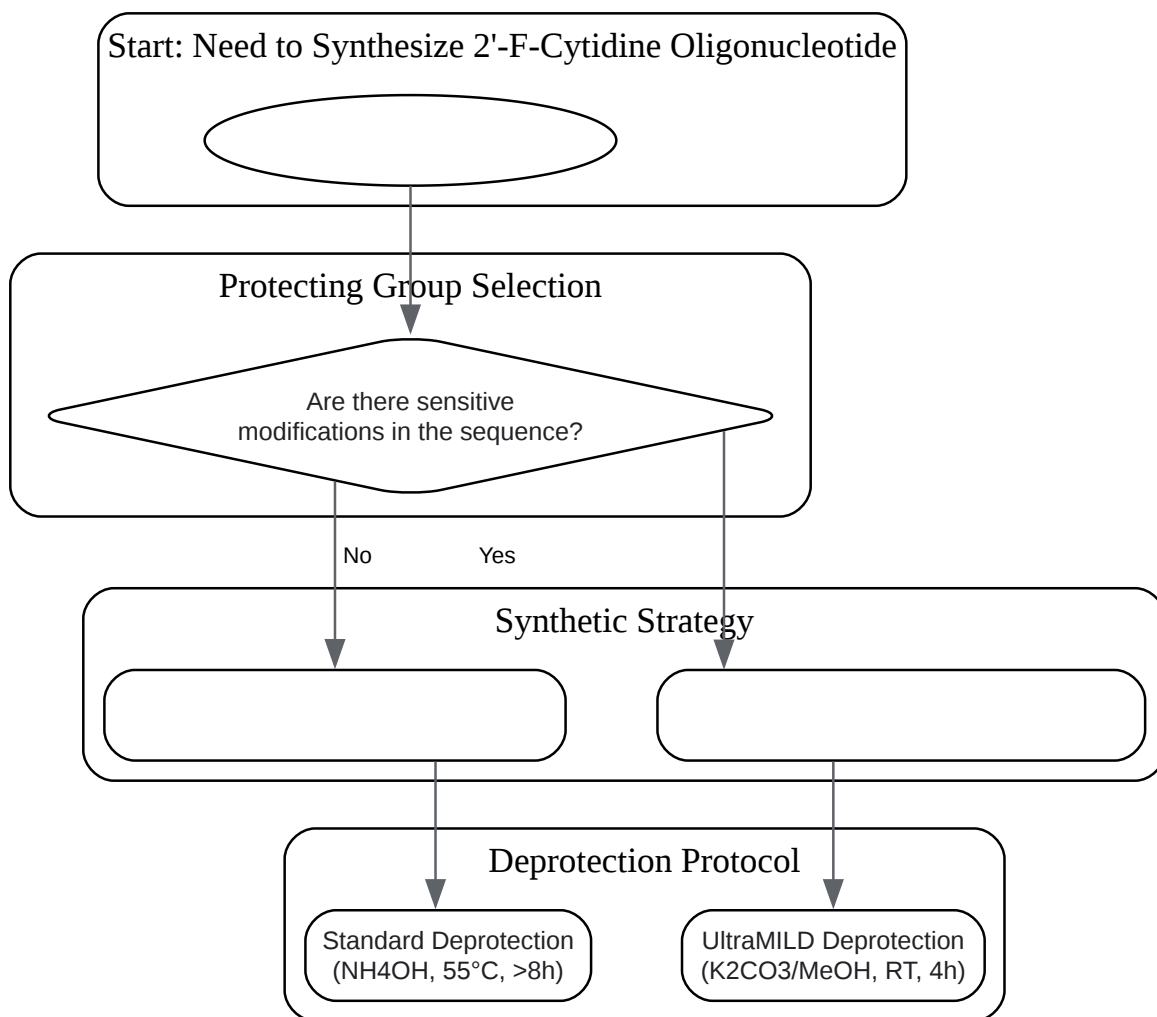 Start: Need to Synthesize 2'-F-Cytidine Oligonucleotide
Protecting Group Selection
Are there sensitive
modifications in the sequence?
No
Yes
Synthetic Strategy
Deprotection Protocol
Standard Deprotection
(NH4OH, 55°C, >8h)
UltraMILD Deprotection
(K2CO3/MeOH, RT, 4h)